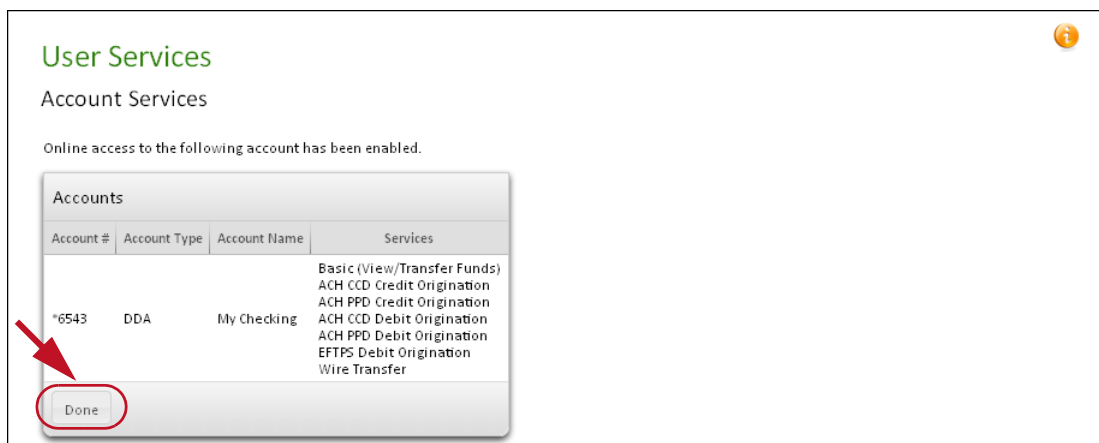 User Services
Account Services
Online access to the following account has been enabled.
Accounts
Account # Account Type Account Name Services
Basic (View/Transfer Funds)
ACH CCD Credit Origination
ACH PPD Credit Origination
*6543 DDA My Checking ACH CCD Debit Origination
ACH PPD Debit Origination
EFTPS Debit Origination
Wire Transfer
Done